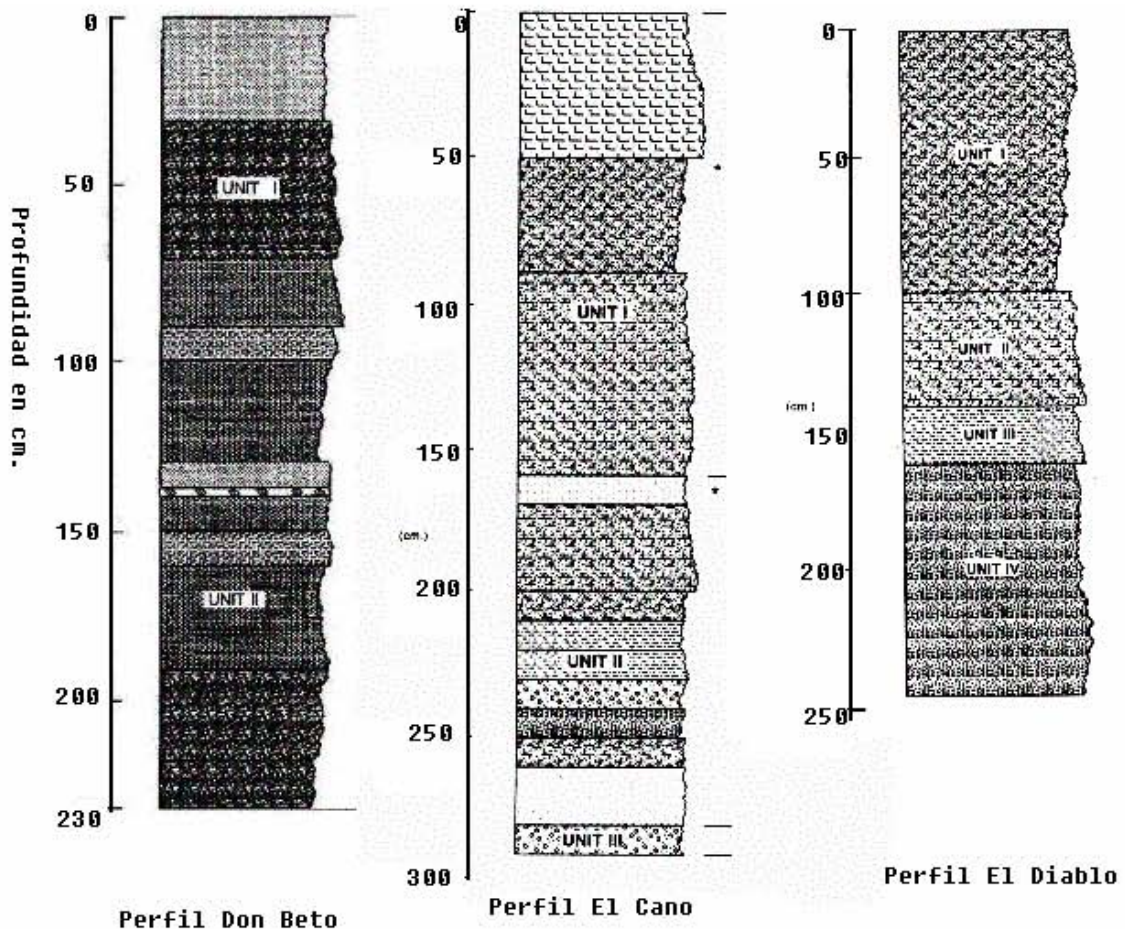 Profundidad en cm.
0
50
100
150
200
230
UNIT I
UNIT II
Perfil Don Beto
0
50
100
150
200
250
300
(cm.)
*
*
UNIT I
UNIT II
UNIT III
Perfil El Cano
0
50
100
150
200
250
(cm.)
UNIT I
UNIT II
UNIT III
UNIT IV
Perfil El Diablo